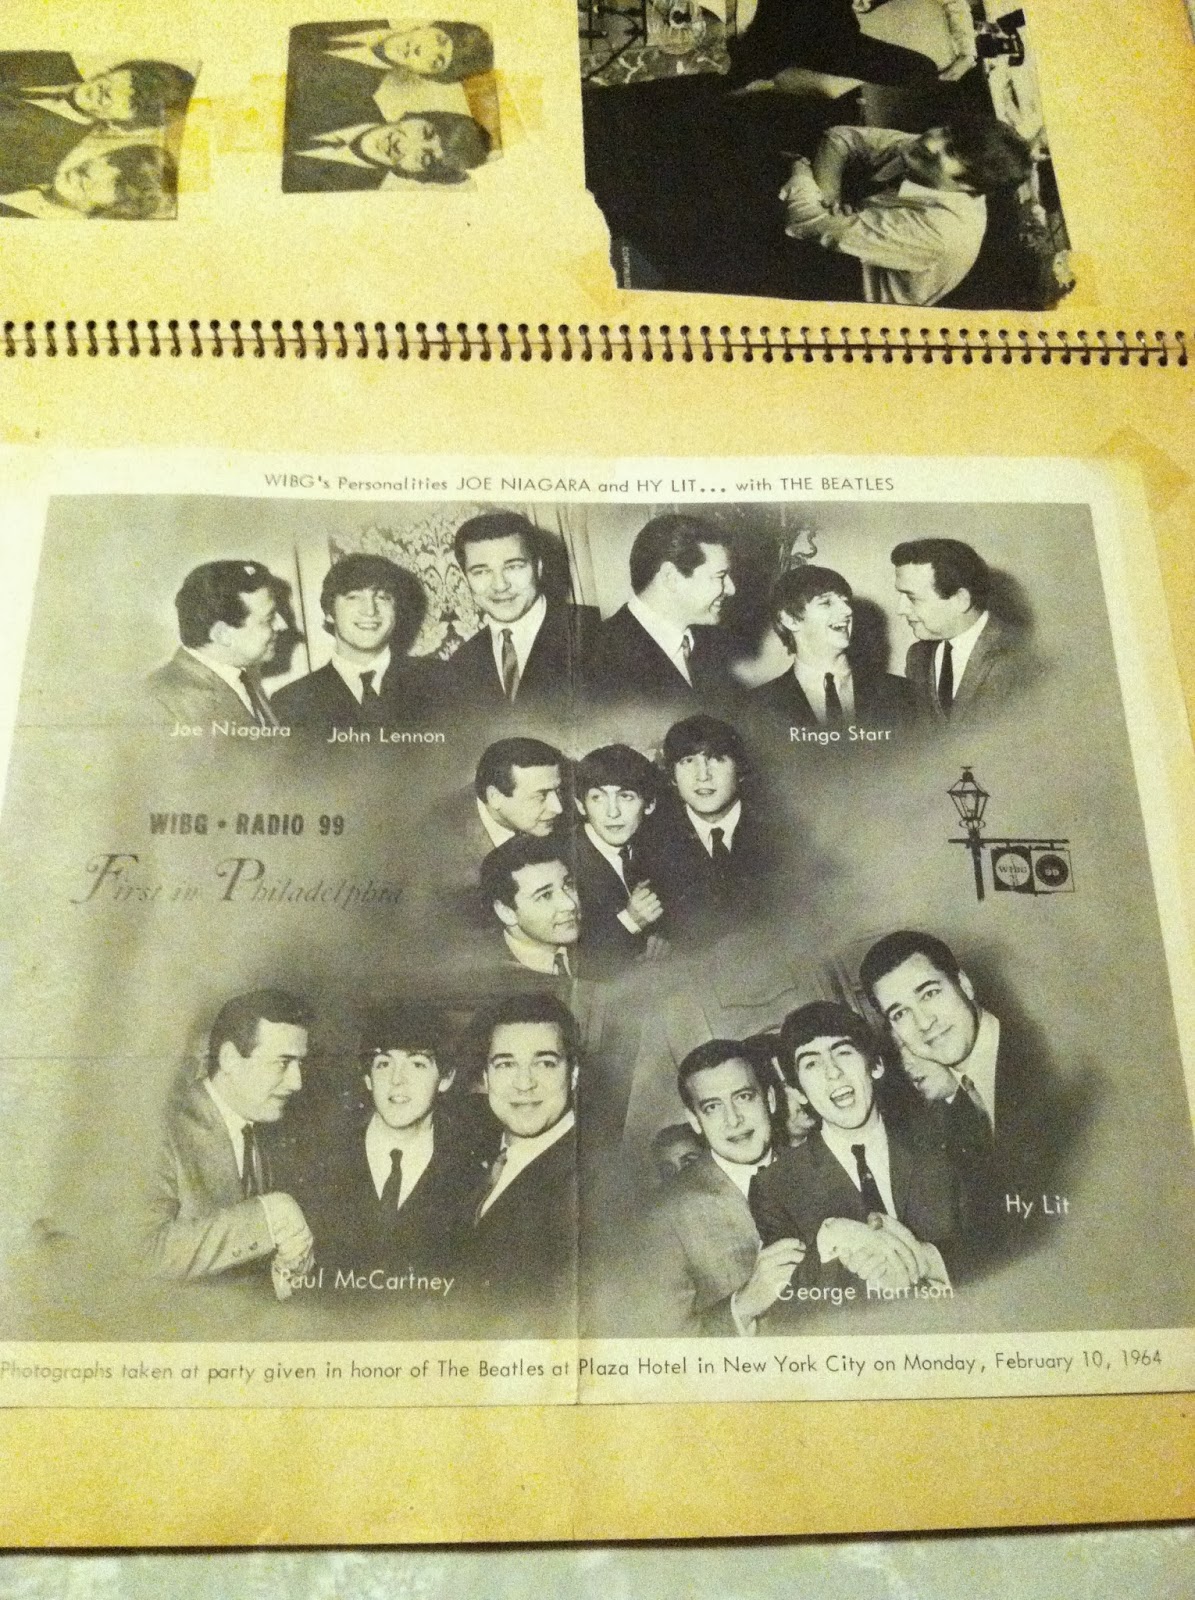 WIBG's Personalities JOE NIAGARA and HY LIT... with THE BEATLES
Joe Niagara
John Lennon
Ringo Starr
WIBG • RADIO 99
First in Philadelphia
WIBG
99
Hy Lit
Paul McCartney
George Harrison
Photographs taken at party given in honor of The Beatles at Plaza Hotel in New York City on Monday, February 10, 1964